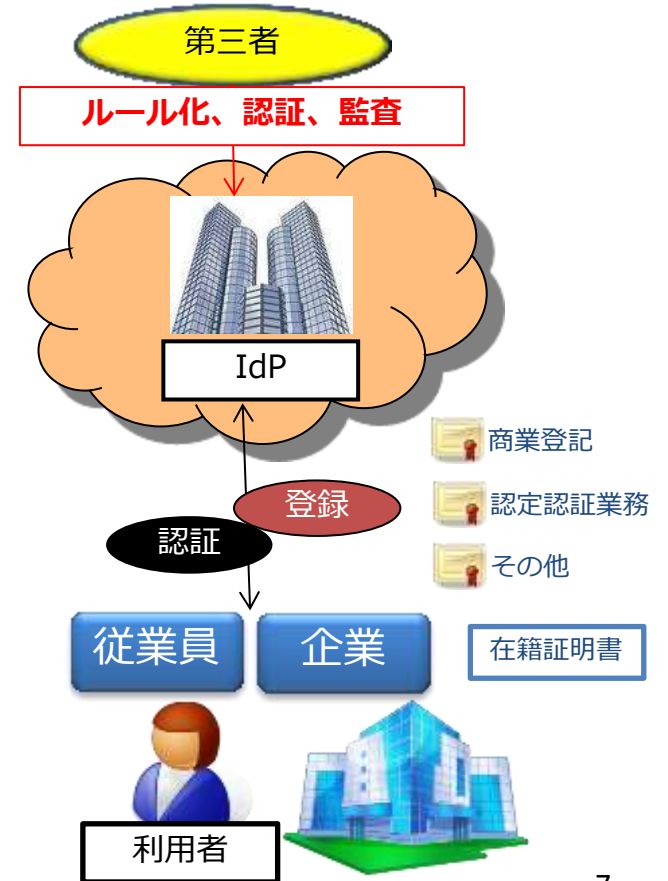 第三者
ルール化、認証、監査
IdP
商業登記
登録
認定認証業務
認証
その他
従業員
企業
在籍証明書
利用者
7